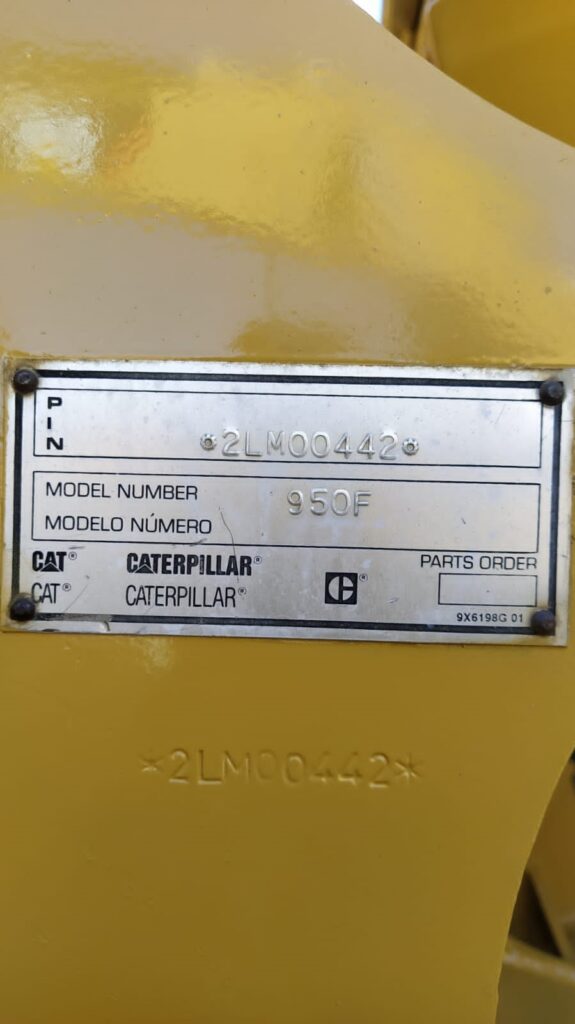 PIN
*2LM00442*
MODEL NUMBER 950F
MODELO NÚMERO
CAT® CATERPILLAR® PARTS ORDER
CAT® CATERPILLAR® C®
9X6198G 01
*2LM00442*